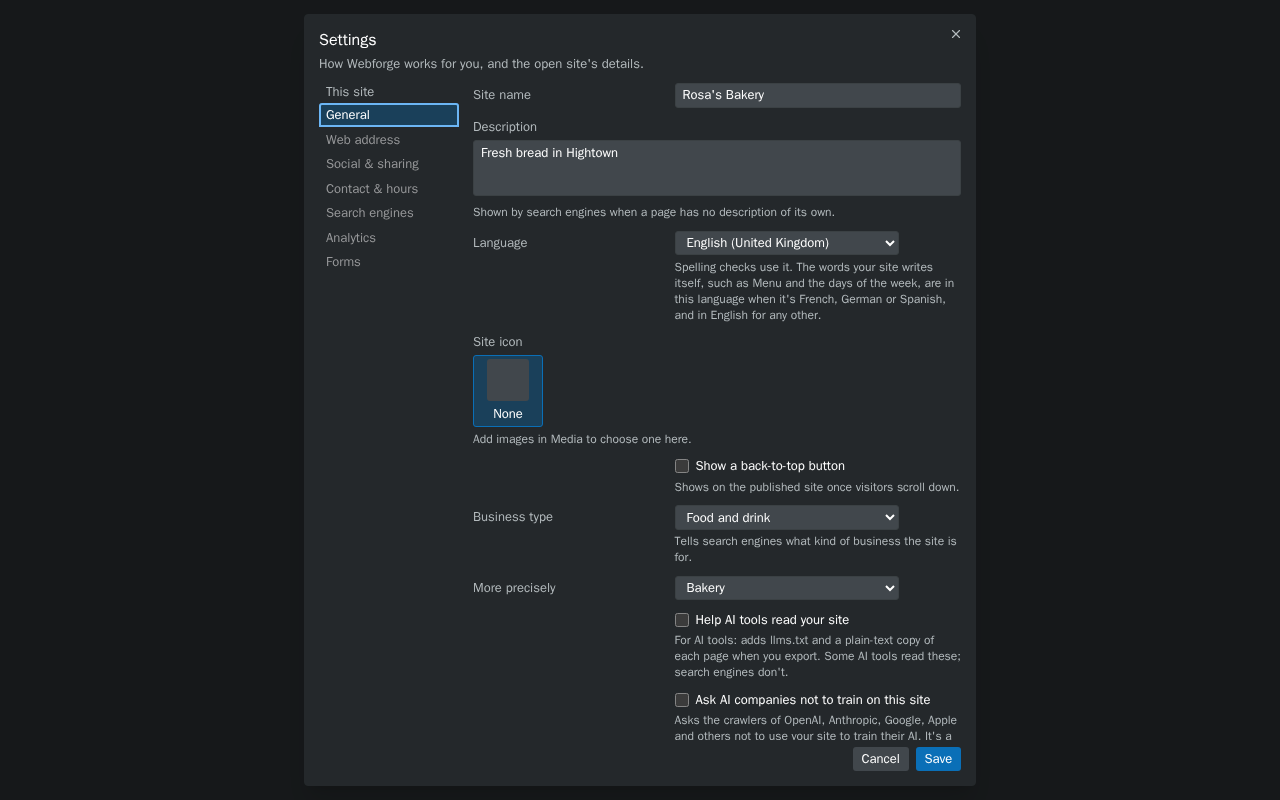 Settings
How Webforge works for you, and the open site's details.
This site
General
Web address
Social & sharing
Contact & hours
Search engines
Analytics
Forms
Site name
Rosa's Bakery
Description
Fresh bread in Hightown
Shown by search engines when a page has no description of its own.
Language
English (United Kingdom)
Spelling checks use it. The words your site writes
itself, such as Menu and the days of the week, are in
this language when it's French, German or Spanish,
and in English for any other.
Site icon
None
Add images in Media to choose one here.
Show a back-to-top button
Shows on the published site once visitors scroll down.
Business type
Food and drink
Tells search engines what kind of business the site is
for.
More precisely
Bakery
Help AI tools read your site
For AI tools: adds llms.txt and a plain-text copy of
each page when you export. Some AI tools read these;
search engines don't.
Ask AI companies not to train on this site
Asks the crawlers of OpenAI, Anthropic, Google, Apple
and others not to use your site to train their AI. It's a
Cancel
Save